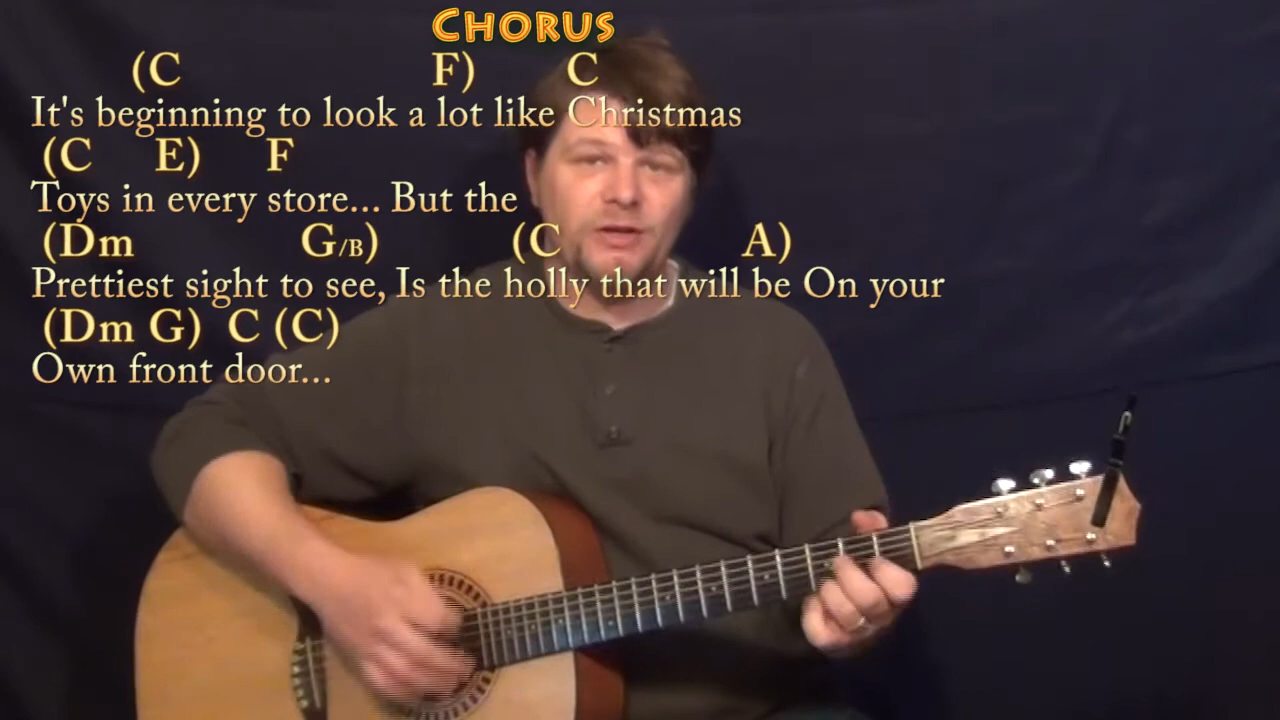 CHORUS
(C F) C
It's beginning to look a lot like Christmas
(C E) F
Toys in every store... But the
(Dm G/B) (C A)
Prettiest sight to see, Is the holly that will be On your
(Dm G) C (C)
Own front door...